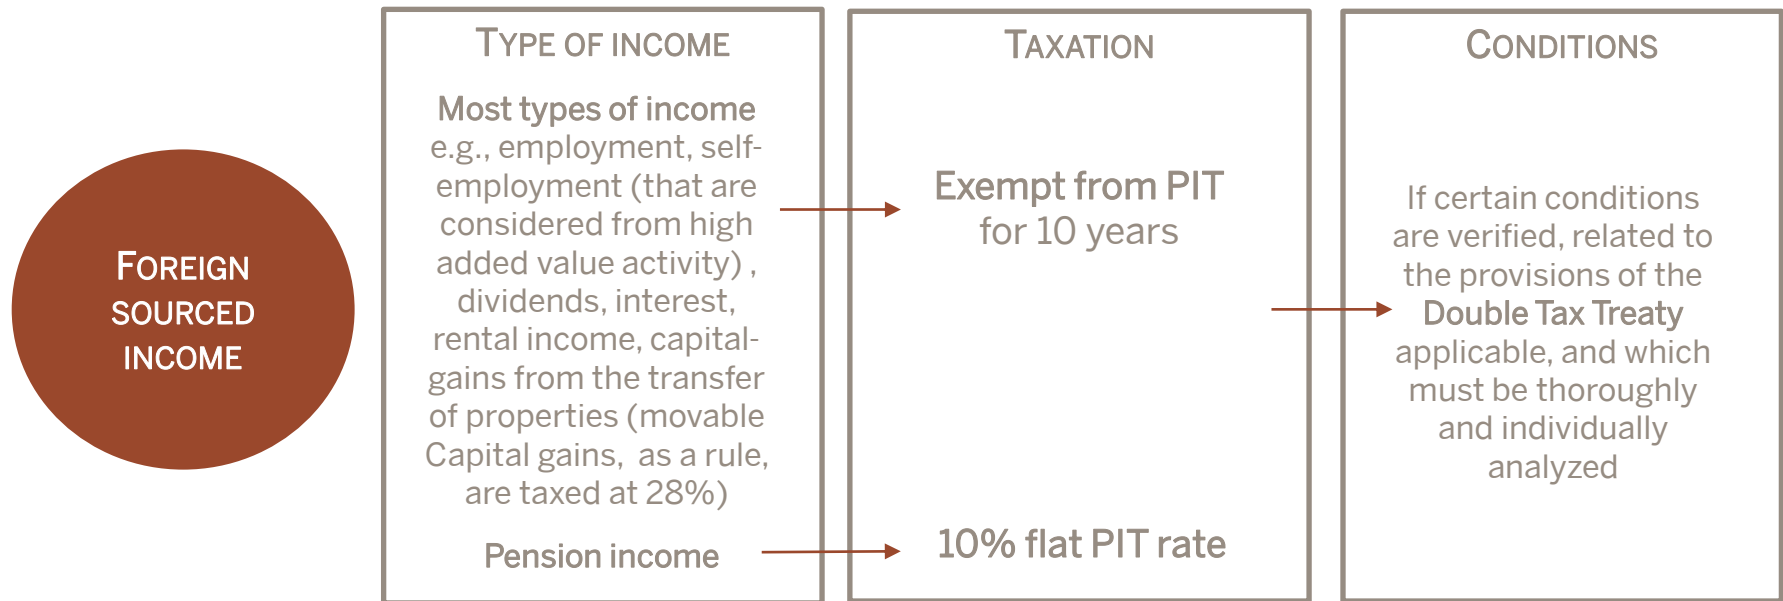 FOREIGN
SOURCED
INCOME
TYPE OF INCOME
Most types of income
e.g., employment, self-
employment (that are
considered from high
added value activity) ,
dividends, interest,
rental income, capital-
gains from the transfer
of properties (movable
Capital gains, as a rule,
are taxed at 28%)
Pension income
TAXATION
Exempt from PIT
for 10 years
10% flat PIT rate
CONDITIONS
If certain conditions
are verified, related to
the provisions of the
Double Tax Treaty
applicable, and which
must be thoroughly
and individually
analyzed